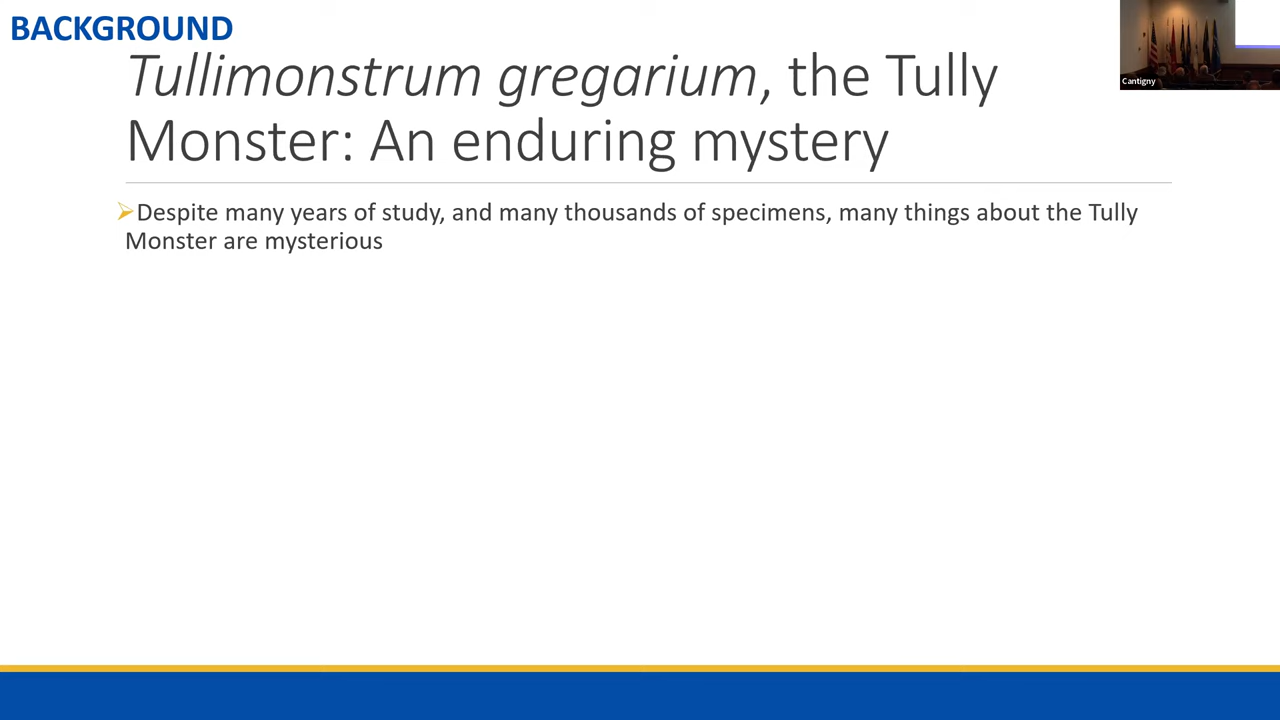 BACKGROUND
Tullimonstrum gregarium, the Tully
Monster: An enduring mystery
Cantigny
Despite many years of study, and many thousands of specimens, many things about the Tully
Monster are mysterious